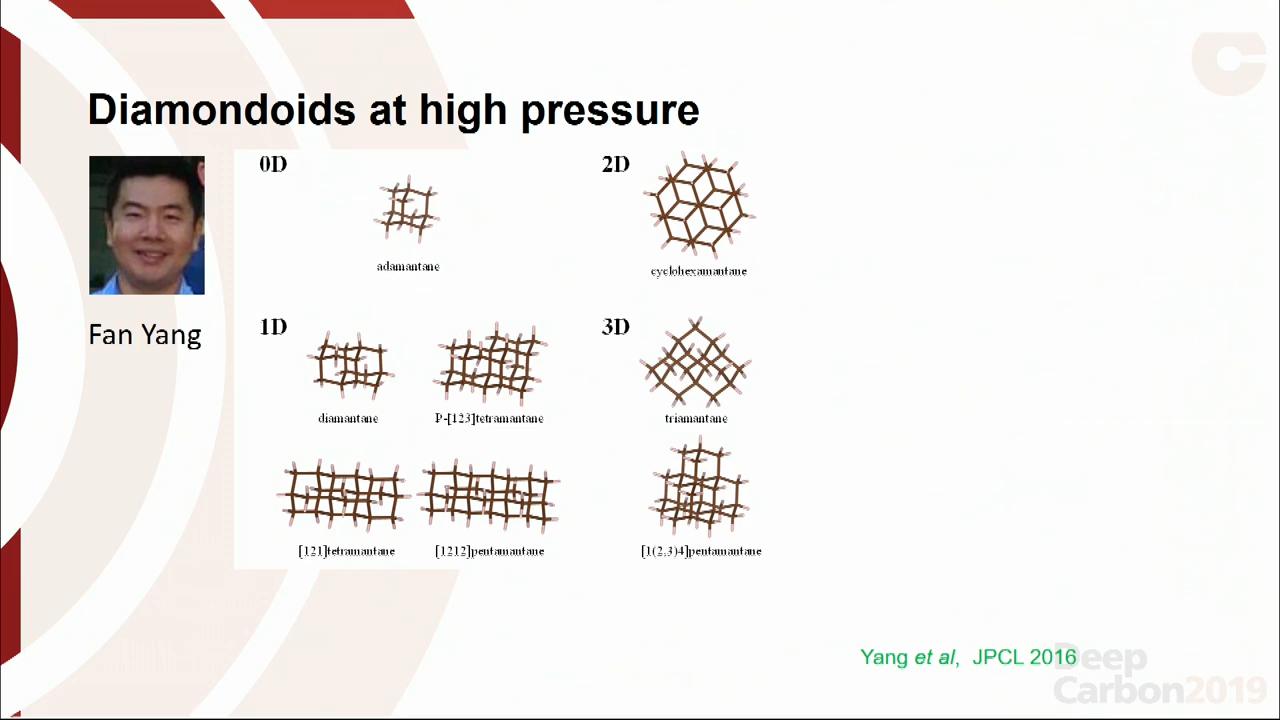 Diamondoids at high pressure
0D
2D
adamantane
cyclohexamantane
Fan Yang
1D
3D
diamantane
P-[123]tetramantane
triamantane
[121]tetramantane
[1212]pentamantane
[1(2,3)4]pentamantane
Yang et al, JPCL 2016
Deep
Carbon2019